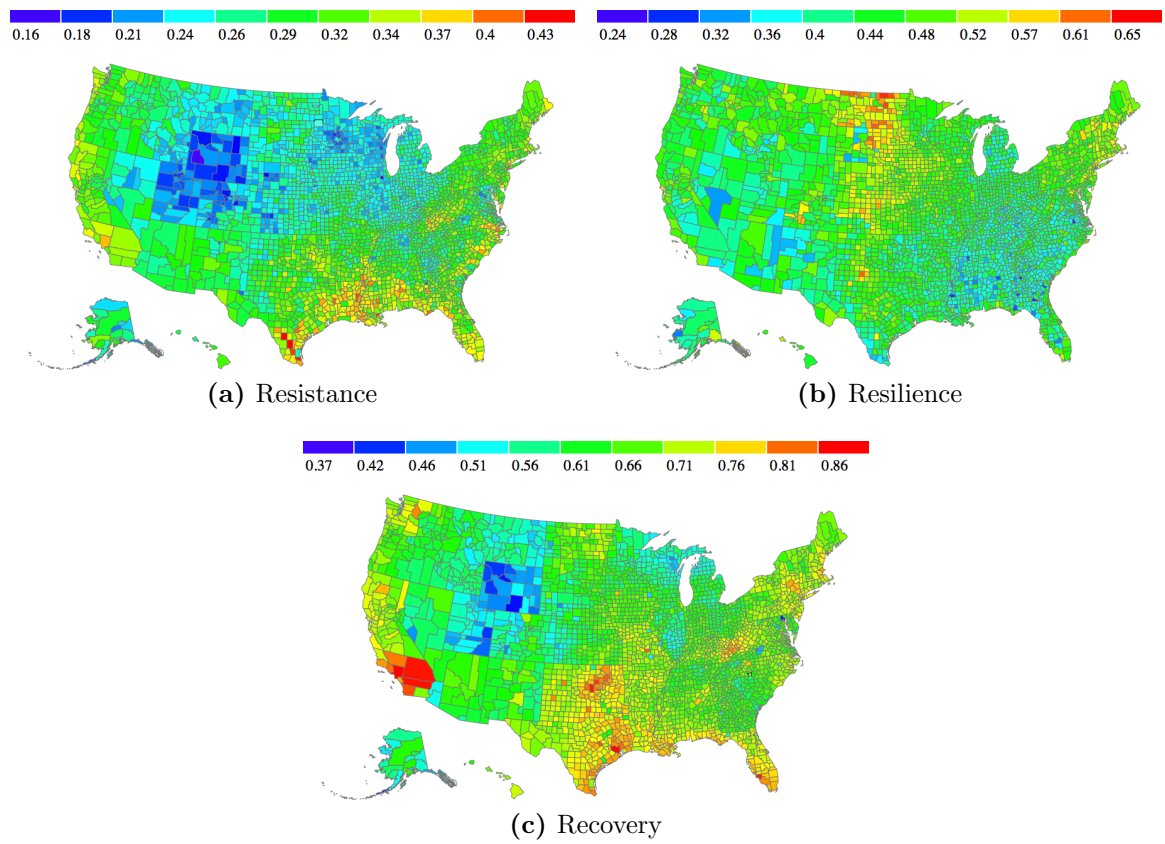 0.16 0.18 0.21 0.24 0.26 0.29 0.32 0.34 0.37 0.4 0.43
0.24 0.28 0.32 0.36 0.4 0.44 0.48 0.52 0.57 0.61 0.65
(a) Resistance
(b) Resilience
0.37 0.42 0.46 0.51 0.56 0.61 0.66 0.71 0.76 0.81 0.86
(c) Recovery